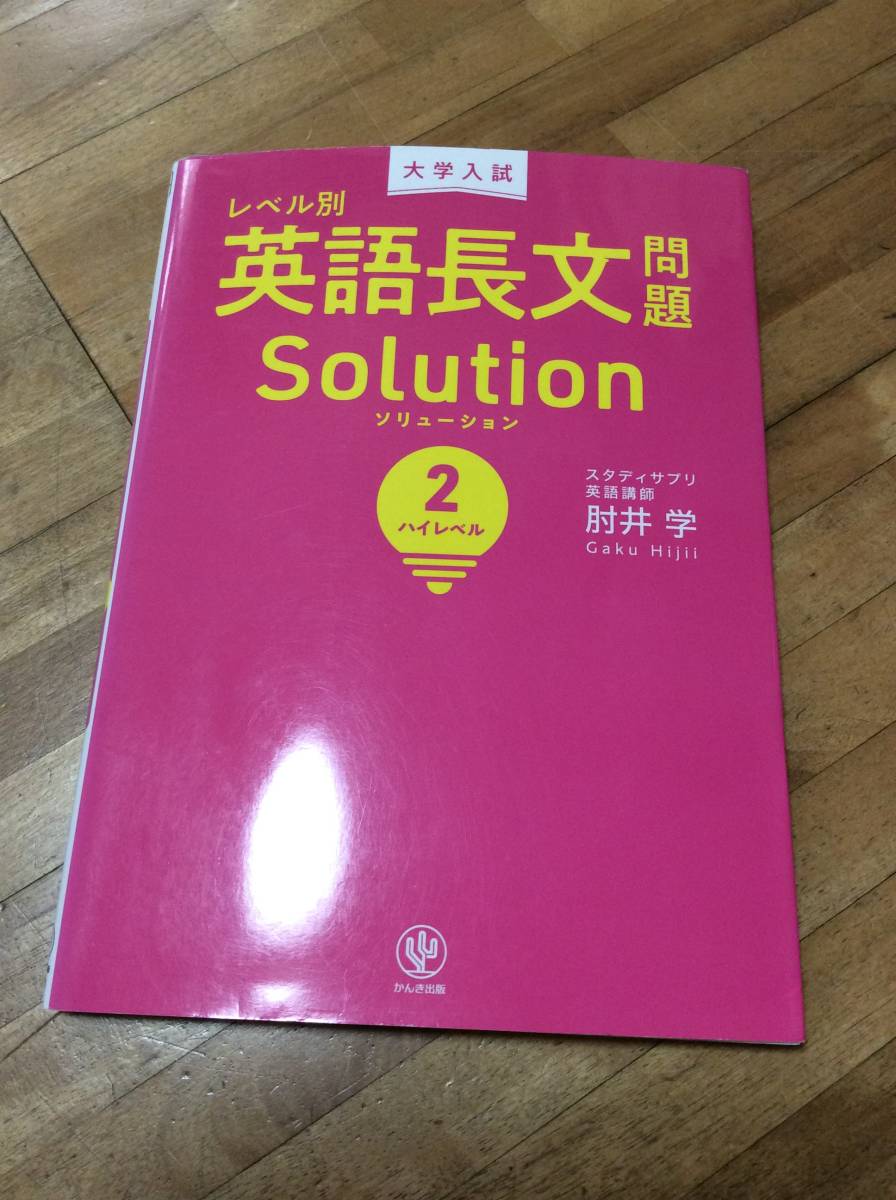 大学入試
レベル別
英語長文問題
Solution
ソリューション
2
ハイレベル
スタディサプリ
英語講師
肘井 学
Gaku Hijii
かんき出版